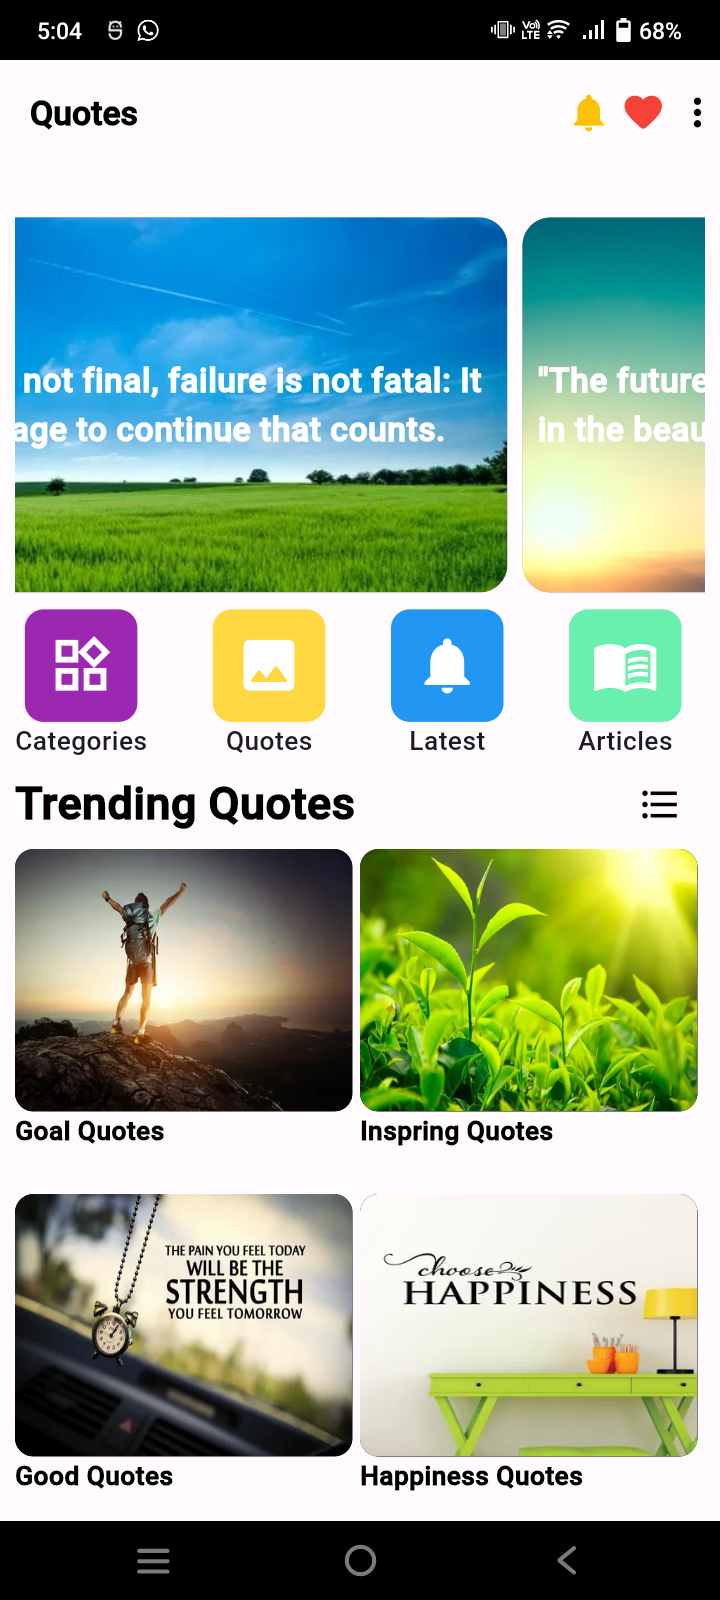 5:04
Vo)
LTE
68%
Quotes
not final, failure is not fatal: It
age to continue that counts.
"The future
in the beau
Categories
Quotes
Latest
Articles
Trending Quotes
Goal Quotes
Inspring Quotes
THE PAIN YOU FEEL TODAY
WILL BE THE
STRENGTH
YOU FEEL TOMORROW
choose
HAPPINESS
Good Quotes
Happiness Quotes